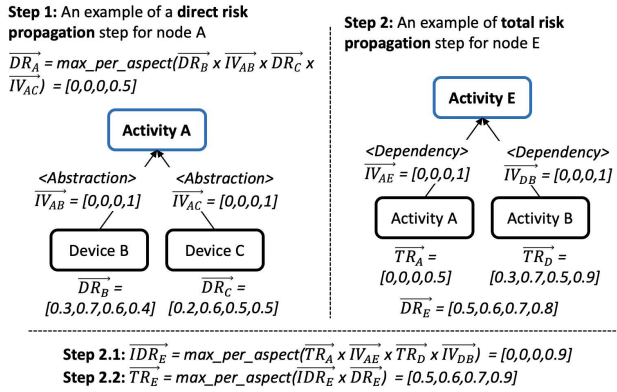 Step 1: An example of a direct risk
propagation step for node A
DR_A = max_per_aspect(DR_B x IV_AB x DR_C x
IV_AC) = [0,0,0,0.5]
Activity A
<Abstraction>
IV_AB = [0,0,0,1]
<Abstraction>
IV_AC = [0,0,0,1]
Device B
Device C
DR_B =
[0.3,0.7,0.6,0.4]
DR_C =
[0.2,0.6,0.5,0.5]
Step 2: An example of total risk
propagation step for node E
Activity E
<Dependency>
IV_AE = [0,0,0,1]
<Dependency>
IV_DB = [0,0,0,1]
Activity A
Activity B
TR_A =
[0,0,0,0.5]
TR_D =
[0.3,0.7,0.5,0.9]
DR_E = [0.5,0.6,0.7,0.8]
Step 2.1: IDR_E = max_per_aspect(TR_A x IV_AE x TR_D x IV_DB) = [0,0,0,0.9]
Step 2.2: TR_E = max_per_aspect(IDR_E x DR_E) = [0.5,0.6,0.7,0.9]